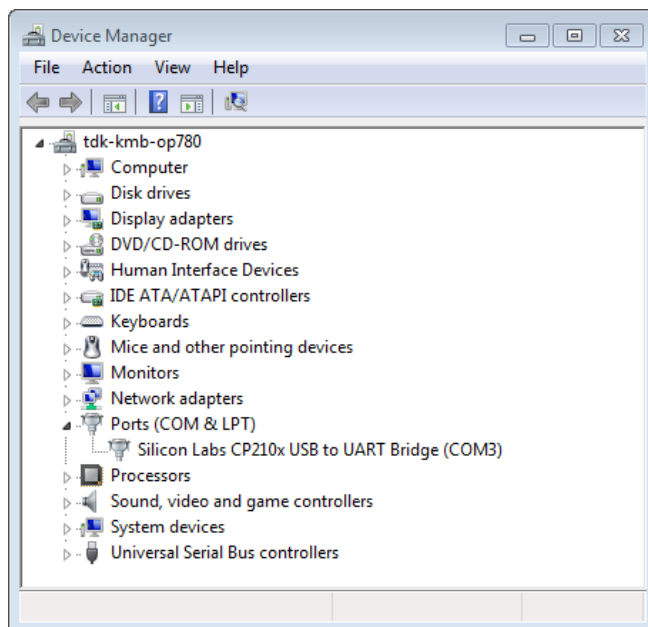 Device Manager
File Action View Help
tdk-kmb-op780
Computer
Disk drives
Display adapters
DVD/CD-ROM drives
Human Interface Devices
IDE ATA/ATAPI controllers
Keyboards
Mice and other pointing devices
Monitors
Network adapters
Ports (COM & LPT)
Silicon Labs CP210x USB to UART Bridge (COM3)
Processors
Sound, video and game controllers
System devices
Universal Serial Bus controllers